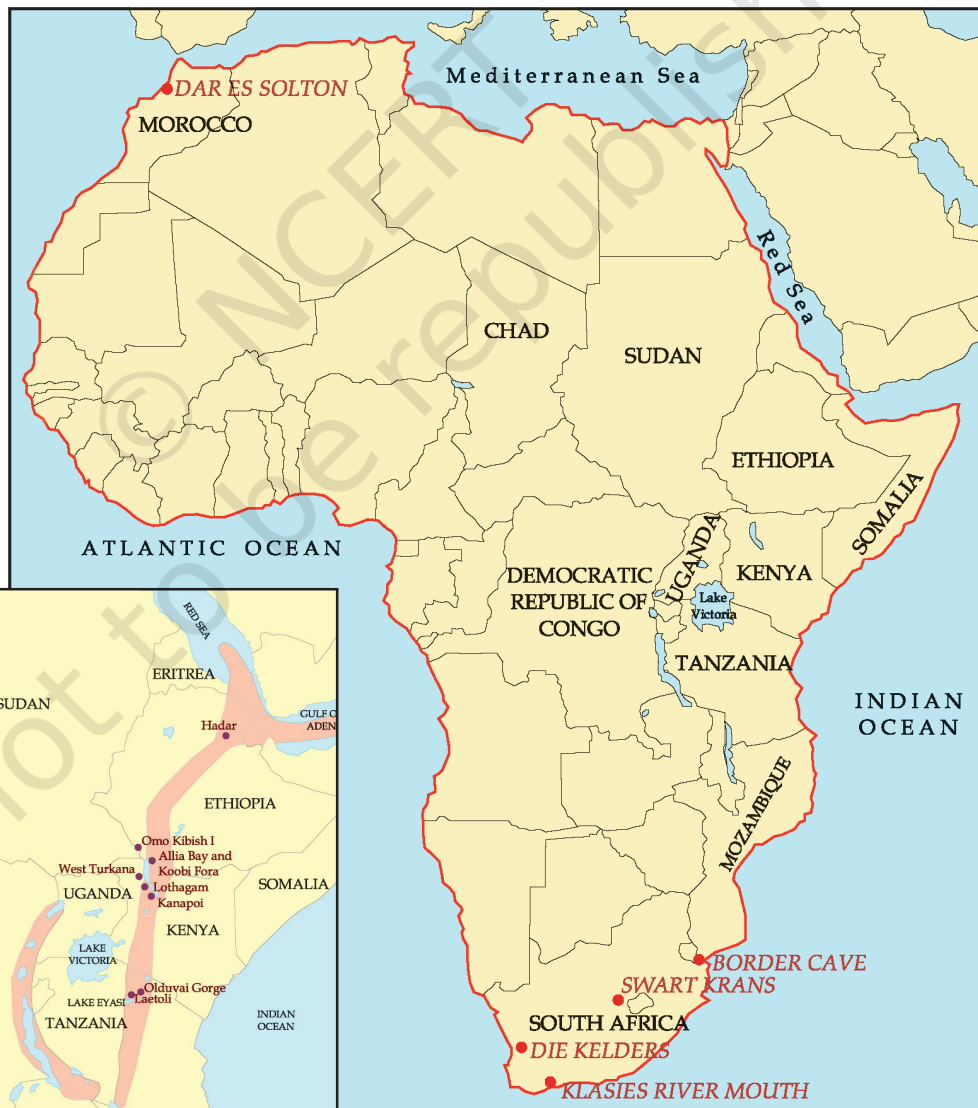 Mediterranean Sea
DAR ES SOLTON
MOROCCO
Red Sea
CHAD
SUDAN
ETHIOPIA
SOMALIA
ATLANTIC OCEAN
UGANDA
KENYA
DEMOCRATIC
REPUBLIC OF
CONGO
Lake
Victoria
TANZANIA
INDIAN
OCEAN
MOZAMBIQUE
BORDER CAVE
SWART KRANS
SOUTH AFRICA
DIE KELDERS
KLASIES RIVER MOUTH
RED SEA
ERITREA
SUDAN
GULF O
ADEN
Hadar
ETHIOPIA
Omo Kibish I
Allia Bay and
Koobi Fora
West Turkana
Lothagam
Kanapoi
UGANDA
SOMALIA
KENYA
LAKE
VICTORIA
Olduvai Gorge
LAKE EYASI
Laetoli
TANZANIA
INDIAN
OCEAN
© NCERT
not to be republish